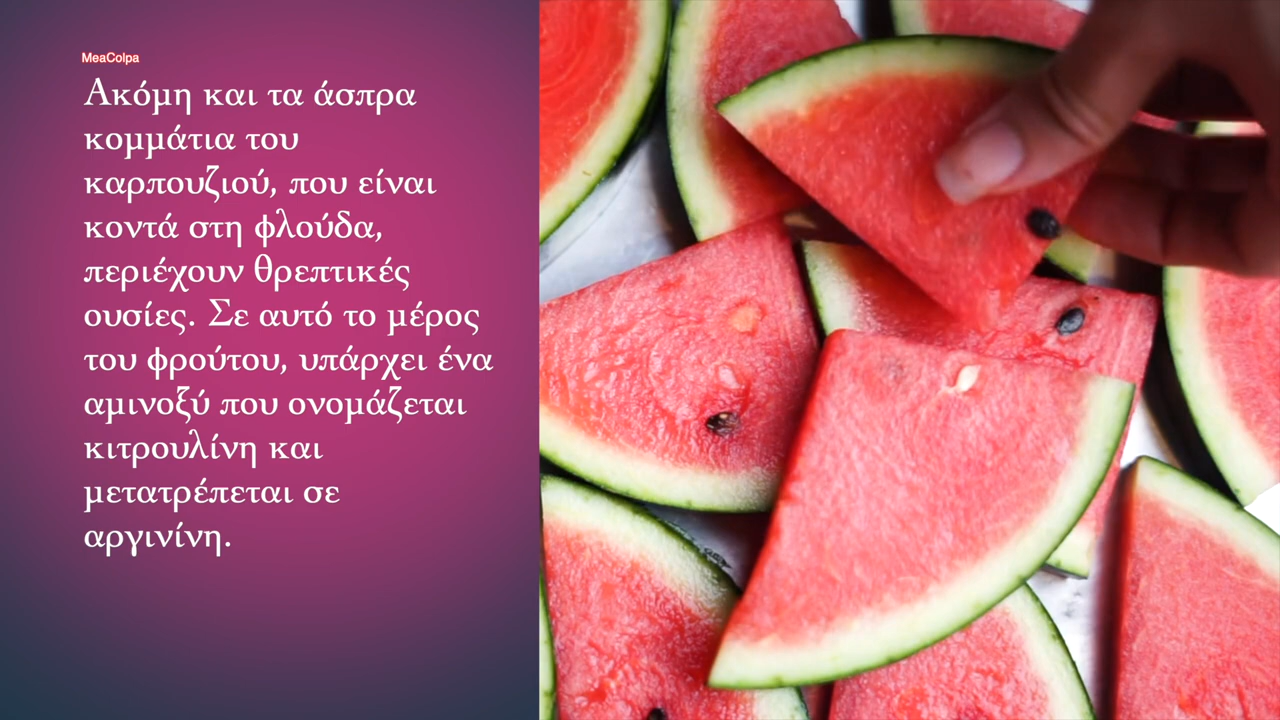 MeaColpa
Ακόμη και τα άσπρα
κομμάτια του
καρπουζιού, που είναι
κοντά στη φλούδα,
περιέχουν θρεπτικές
ουσίες. Σε αυτό το μέρος
του φρούτου, υπάρχει ένα
αμινοξύ που ονομάζεται
κιτρουλίνη και
μετατρέπεται σε
αργινίνη.